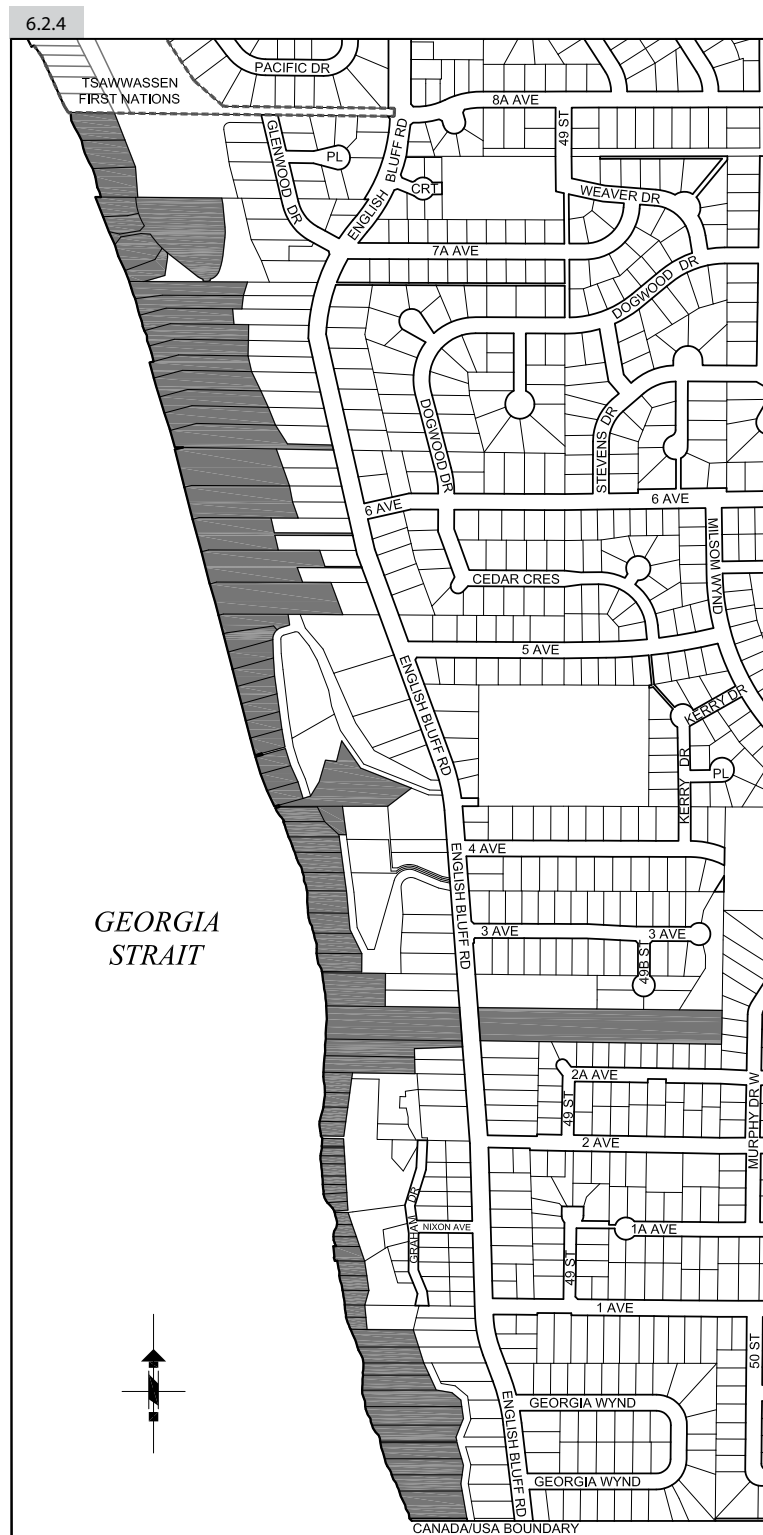 6.2.4
PACIFIC DR
TSAWWASSEN
FIRST NATIONS
8A AVE
49 ST
GLENWOOD DR
PL
ENGLISH BLUFF RD
CRT
WEAVER DR
7A AVE
DOGWOOD DR
DOGWOOD DR
STEVENS DR
6 AVE
6 AVE
MILSOM WYND
CEDAR CRES
5 AVE
ENGLISH BLUFF RD
KERRY DR
PL
KERRY DR
4 AVE
ENGLISH BLUFF RD
GEORGIA
STRAIT
3 AVE
3 AVE
49B ST
2A AVE
49 ST
MURPHY DR W
2 AVE
GRAHAM DR
NIXON AVE
1A AVE
49 ST
1 AVE
50 ST
ENGLISH BLUFF RD
GEORGIA WYND
GEORGIA WYND
CANADA/USA BOUNDARY